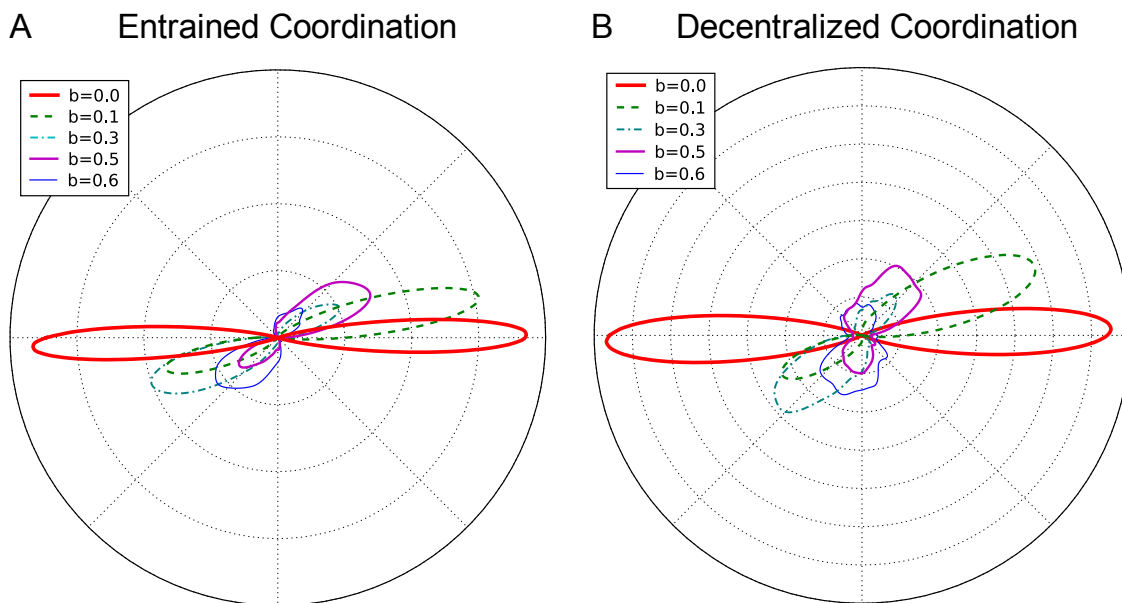 A Entrained Coordination
b=0.0
b=0.1
b=0.3
b=0.5
b=0.6
B Decentralized Coordination
b=0.0
b=0.1
b=0.3
b=0.5
b=0.6